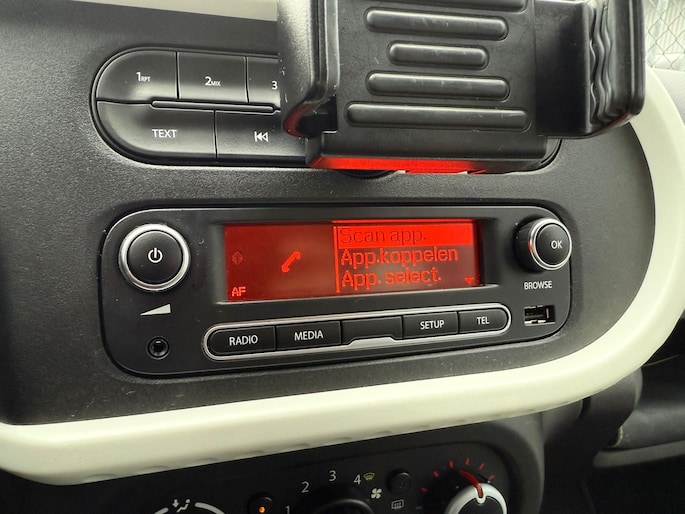 1RPT 2MIX 3
TEXT
Scan app.
App.koppelen
App. select.
AF
OK
BROWSE
RADIO MEDIA SETUP TEL
1 2 3 4